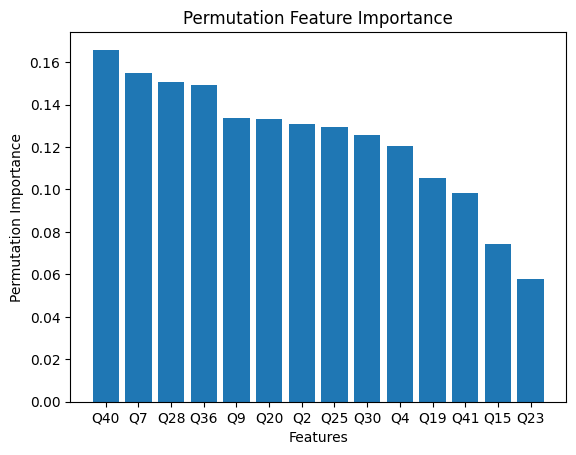 Permutation Feature Importance
Permutation Importance
0.16
0.14
0.12
0.10
0.08
0.06
0.04
0.02
0.00
Q40 Q7 Q28 Q36 Q9 Q20 Q2 Q25 Q30 Q4 Q19 Q41 Q15 Q23
Features